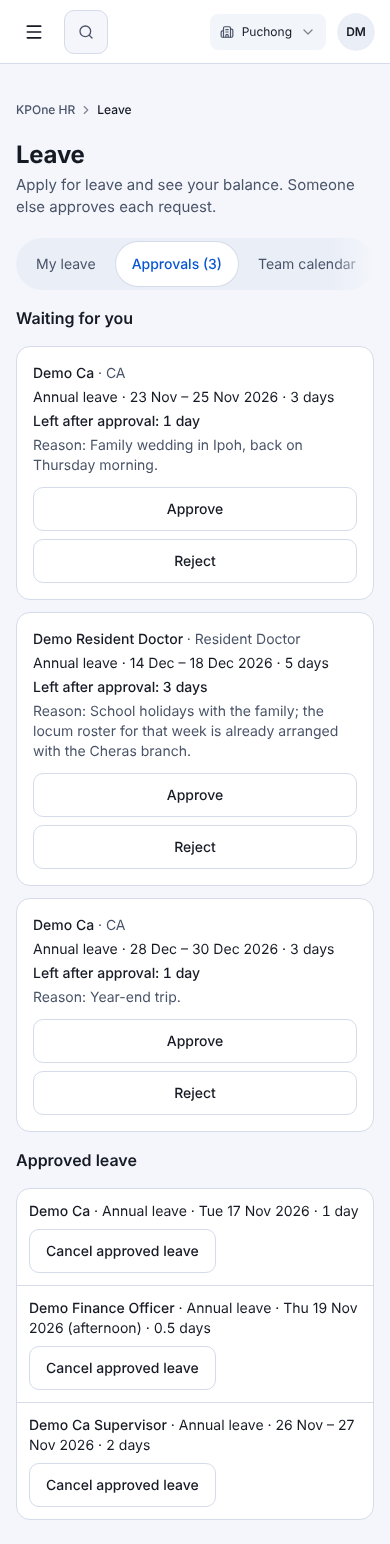 Puchong
DM
KPOne HR > Leave
Leave
Apply for leave and see your balance. Someone
else approves each request.
My leave
Approvals (3)
Team calendar
Waiting for you
Demo Ca · CA
Annual leave · 23 Nov – 25 Nov 2026 · 3 days
Left after approval: 1 day
Reason: Family wedding in Ipoh, back on
Thursday morning.
Approve
Reject
Demo Resident Doctor · Resident Doctor
Annual leave · 14 Dec – 18 Dec 2026 · 5 days
Left after approval: 3 days
Reason: School holidays with the family; the
locum roster for that week is already arranged
with the Cheras branch.
Approve
Reject
Demo Ca · CA
Annual leave · 28 Dec – 30 Dec 2026 · 3 days
Left after approval: 1 day
Reason: Year-end trip.
Approve
Reject
Approved leave
Demo Ca · Annual leave · Tue 17 Nov 2026 · 1 day
Cancel approved leave
Demo Finance Officer · Annual leave · Thu 19 Nov
2026 (afternoon) · 0.5 days
Cancel approved leave
Demo Ca Supervisor · Annual leave · 26 Nov – 27
Nov 2026 · 2 days
Cancel approved leave